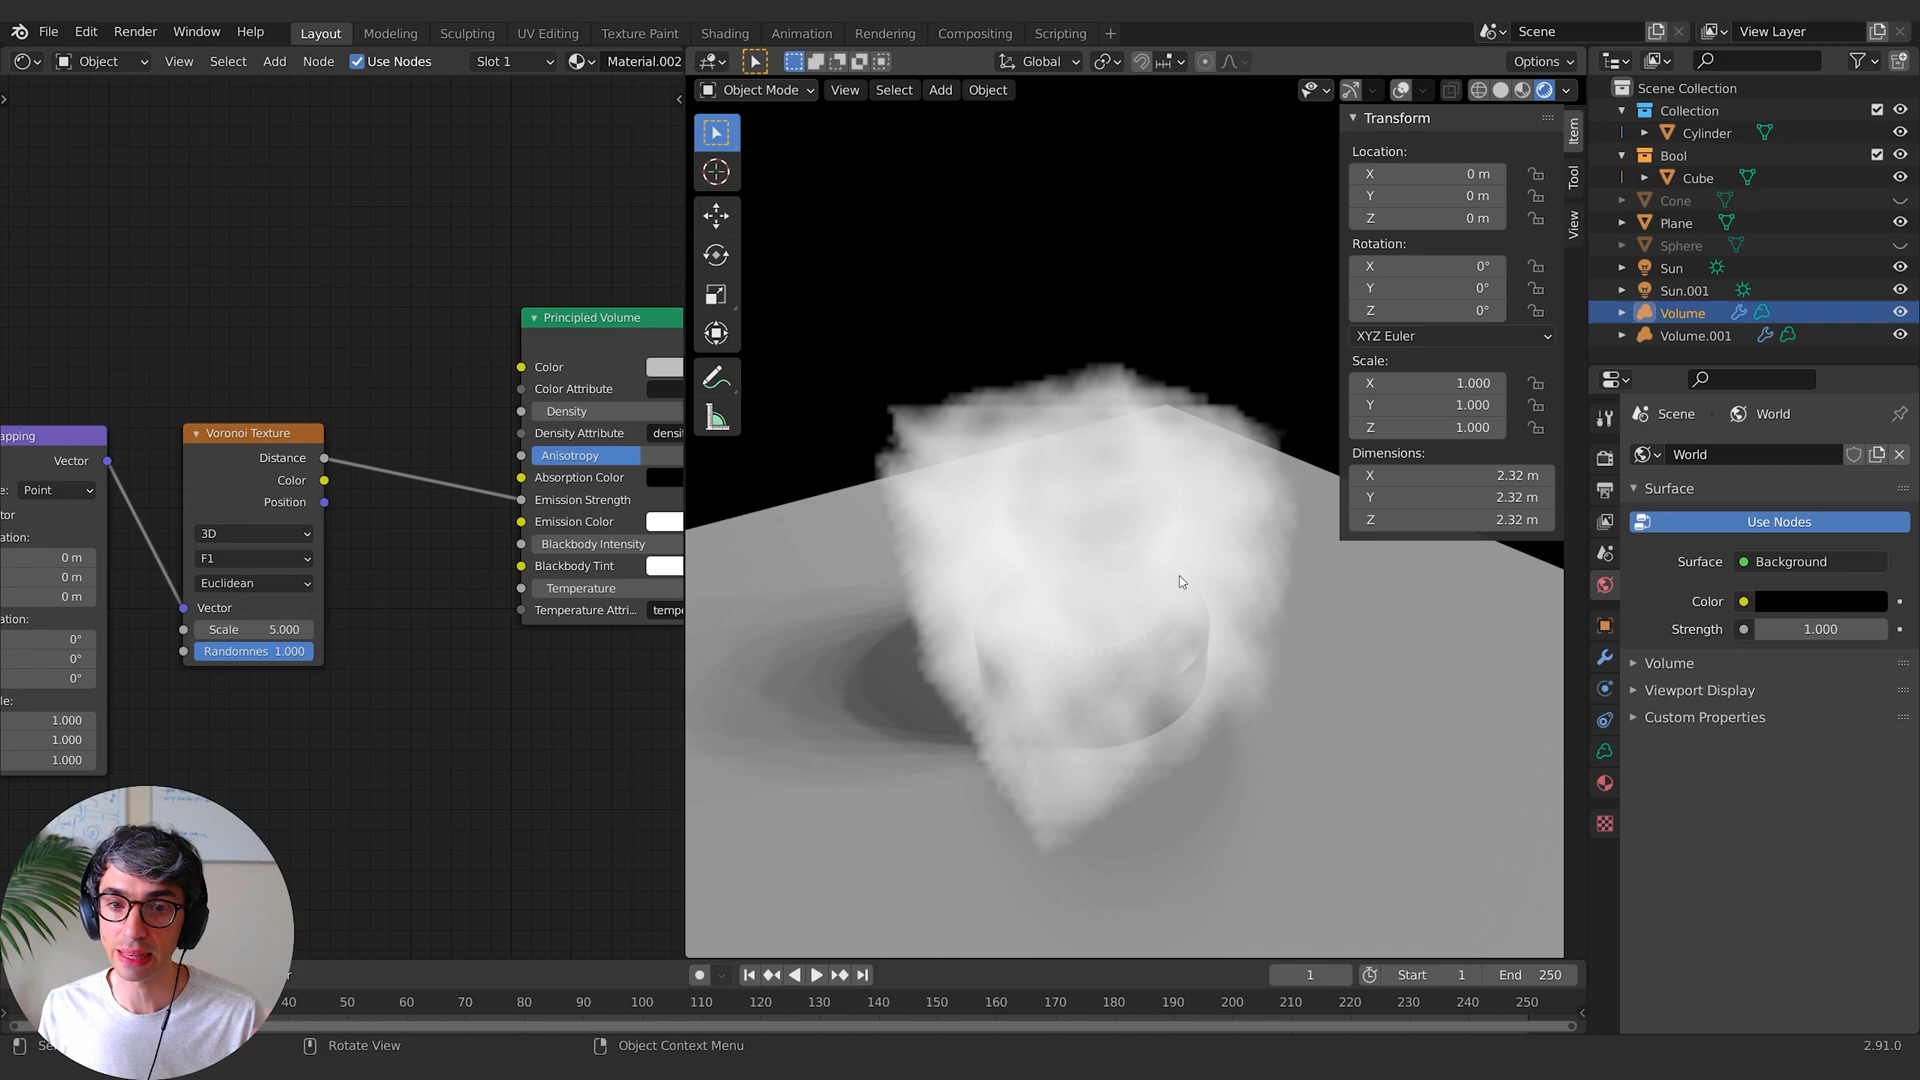 File Edit Render Window Help Layout Modeling Sculpting UV Editing Texture Paint Shading Animation Rendering Compositing Scripting + Scene View Layer
Object View Select Add Node Use Nodes Slot 1 Material.002 Global Options
Object Mode View Select Add Object
Transform
Location:
X 0 m
Y 0 m
Z 0 m
Rotation:
X 0°
Y 0°
Z 0°
XYZ Euler
Scale:
X 1.000
Y 1.000
Z 1.000
Dimensions:
X 2.32 m
Y 2.32 m
Z 2.32 m
Item
Tool
View
Scene Collection
Collection
Cylinder
Bool
Cube
Cone
Plane
Sphere
Sun
Sun.001
Volume
Volume.001
Scene World
World
Surface
Use Nodes
Surface Background
Color
Strength 1.000
Volume
Viewport Display
Custom Properties
apping
Vector
e: Point
tor
ation:
0 m
0 m
0 m
ation:
0°
0°
0°
le:
1.000
1.000
1.000
Voronoi Texture
Distance
Color
Position
3D
F1
Euclidean
Vector
Scale 5.000
Randomnes 1.000
Principled Volume
Color
Color Attribute
Density
Density Attribute densit
Anisotropy
Absorption Color
Emission Strength
Emission Color
Blackbody Intensity
Blackbody Tint
Temperature
Temperature Attri... tempe
1 Start 1 End 250
40 50 60 70 80 90 100 110 120 130 140 150 160 170 180 190 200 210 220 230 240 250
Rotate View Object Context Menu 2.91.0